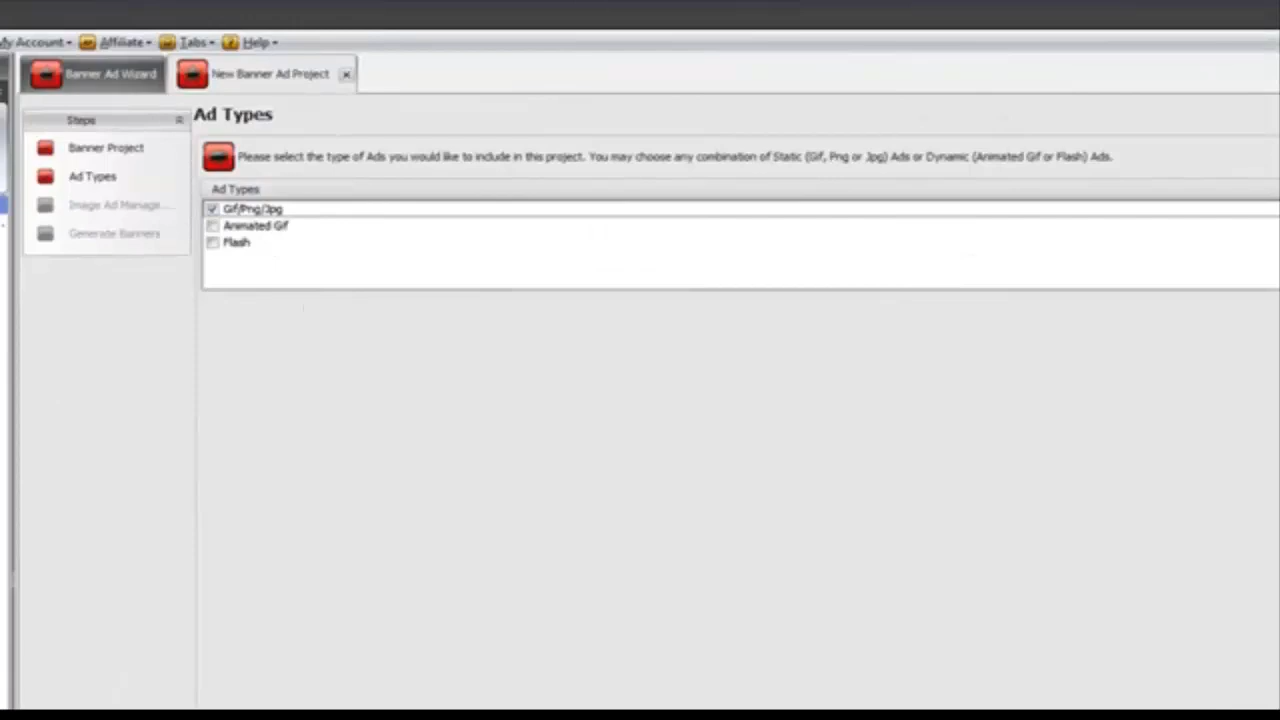 My Account Affiliate Tabs Help
Banner Ad Wizard New Banner Ad Project
Steps
Banner Project
Ad Types
Image Ad Manage...
Generate Banners
Ad Types
Please select the type of Ads you would like to include in this project. You may choose any combination of Static (Gif, Png or Jpg) Ads or Dynamic (Animated Gif or Flash) Ads.
Ad Types
Gif/Png/Jpg
Animated Gif
Flash